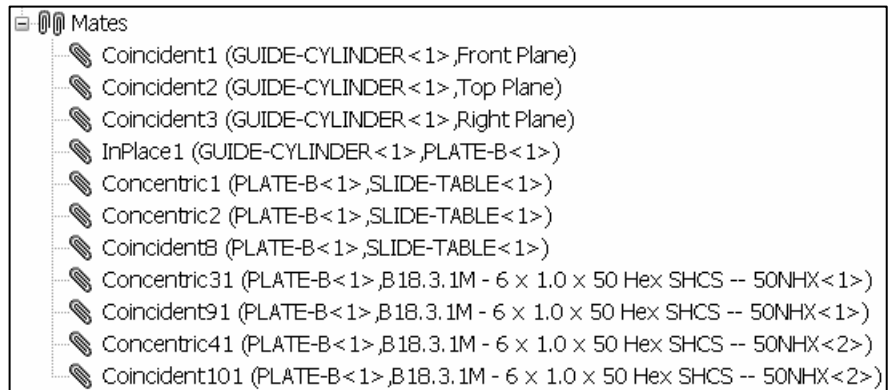 Mates
Coincident1 (GUIDE-CYLINDER<1>,Front Plane)
Coincident2 (GUIDE-CYLINDER<1>,Top Plane)
Coincident3 (GUIDE-CYLINDER<1>,Right Plane)
InPlace1 (GUIDE-CYLINDER<1>,PLATE-B<1>)
Concentric1 (PLATE-B<1>,SLIDE-TABLE<1>)
Concentric2 (PLATE-B<1>,SLIDE-TABLE<1>)
Coincident8 (PLATE-B<1>,SLIDE-TABLE<1>)
Concentric31 (PLATE-B<1>,B18.3.1M - 6 x 1.0 x 50 Hex SHCS -- 50NHX<1>)
Coincident91 (PLATE-B<1>,B18.3.1M - 6 x 1.0 x 50 Hex SHCS -- 50NHX<1>)
Concentric41 (PLATE-B<1>,B18.3.1M - 6 x 1.0 x 50 Hex SHCS -- 50NHX<2>)
Coincident101 (PLATE-B<1>,B18.3.1M - 6 x 1.0 x 50 Hex SHCS -- 50NHX<2>)